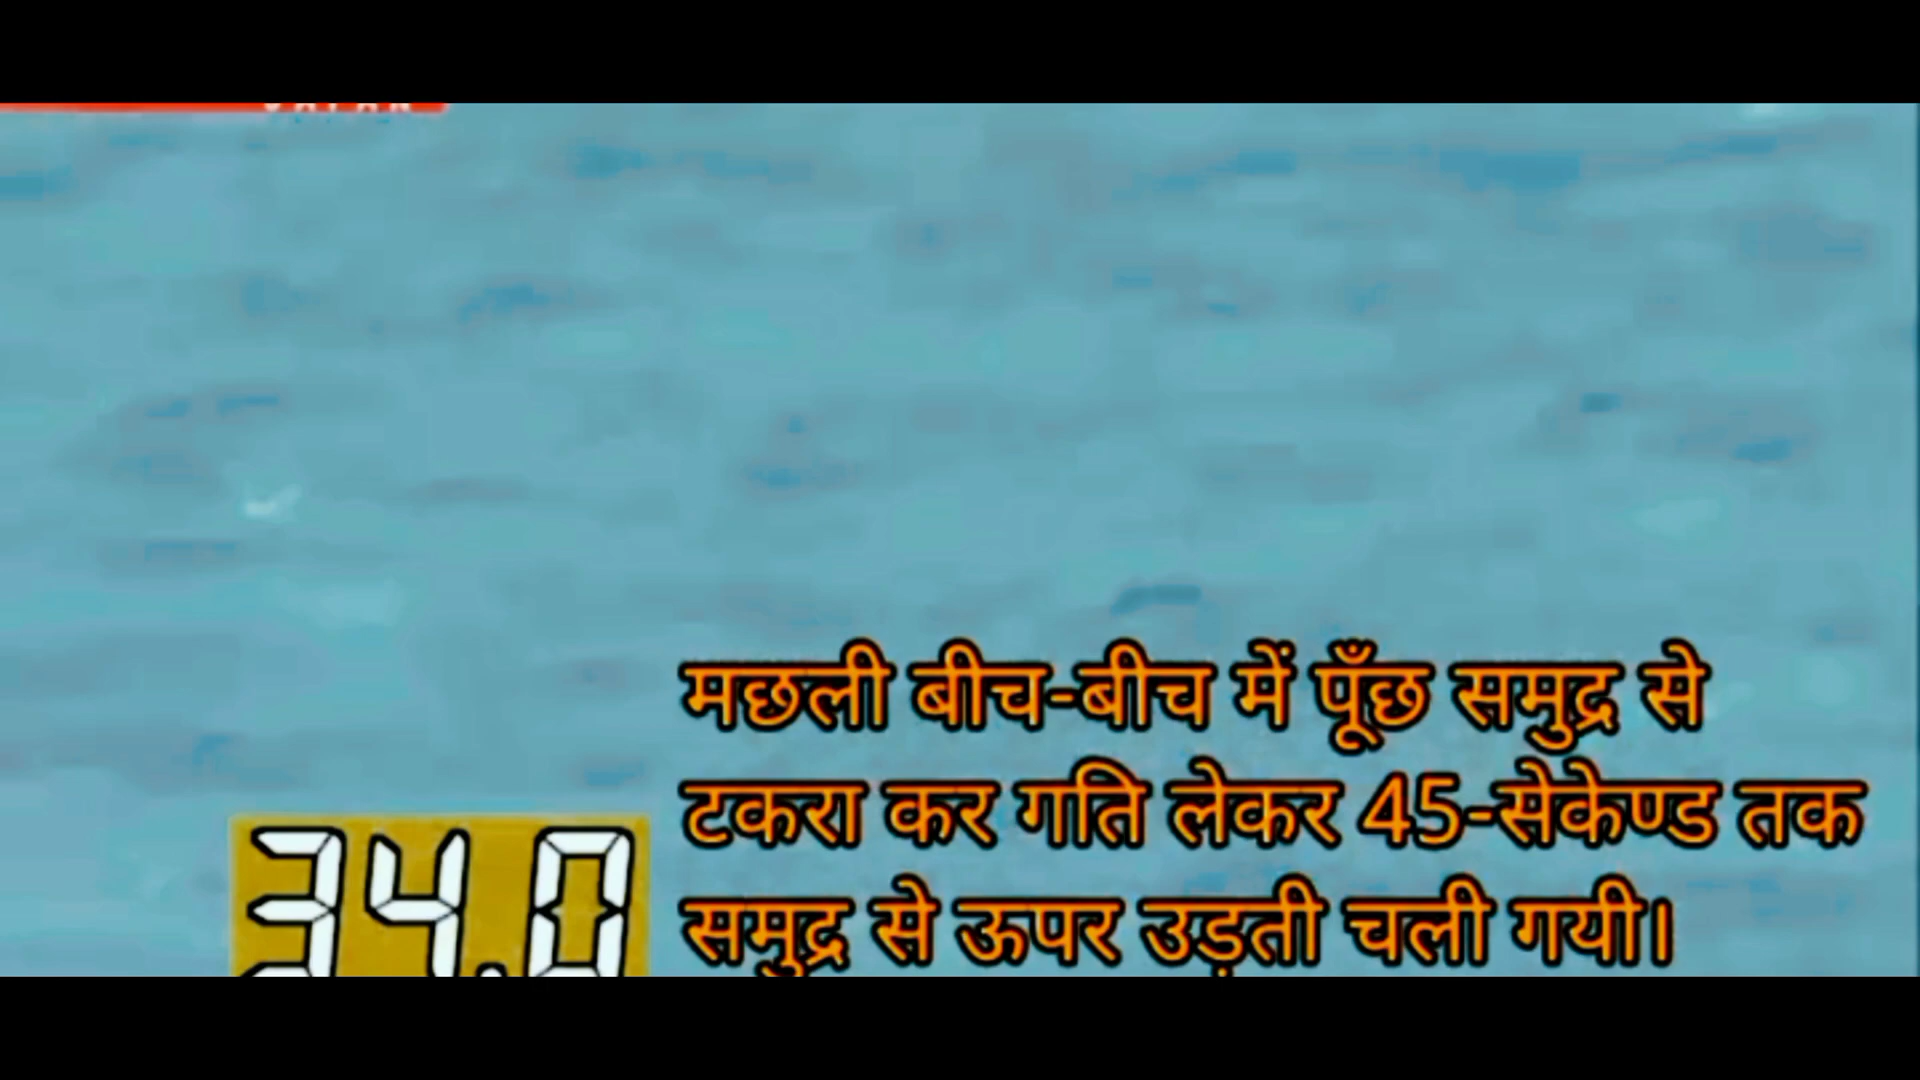 मछली बीच-बीच में पूँछ समुद्र से
टकरा कर गति लेकर 45-सेकेण्ड तक
34.0
समुद्र से ऊपर उड़ती चली गयी।